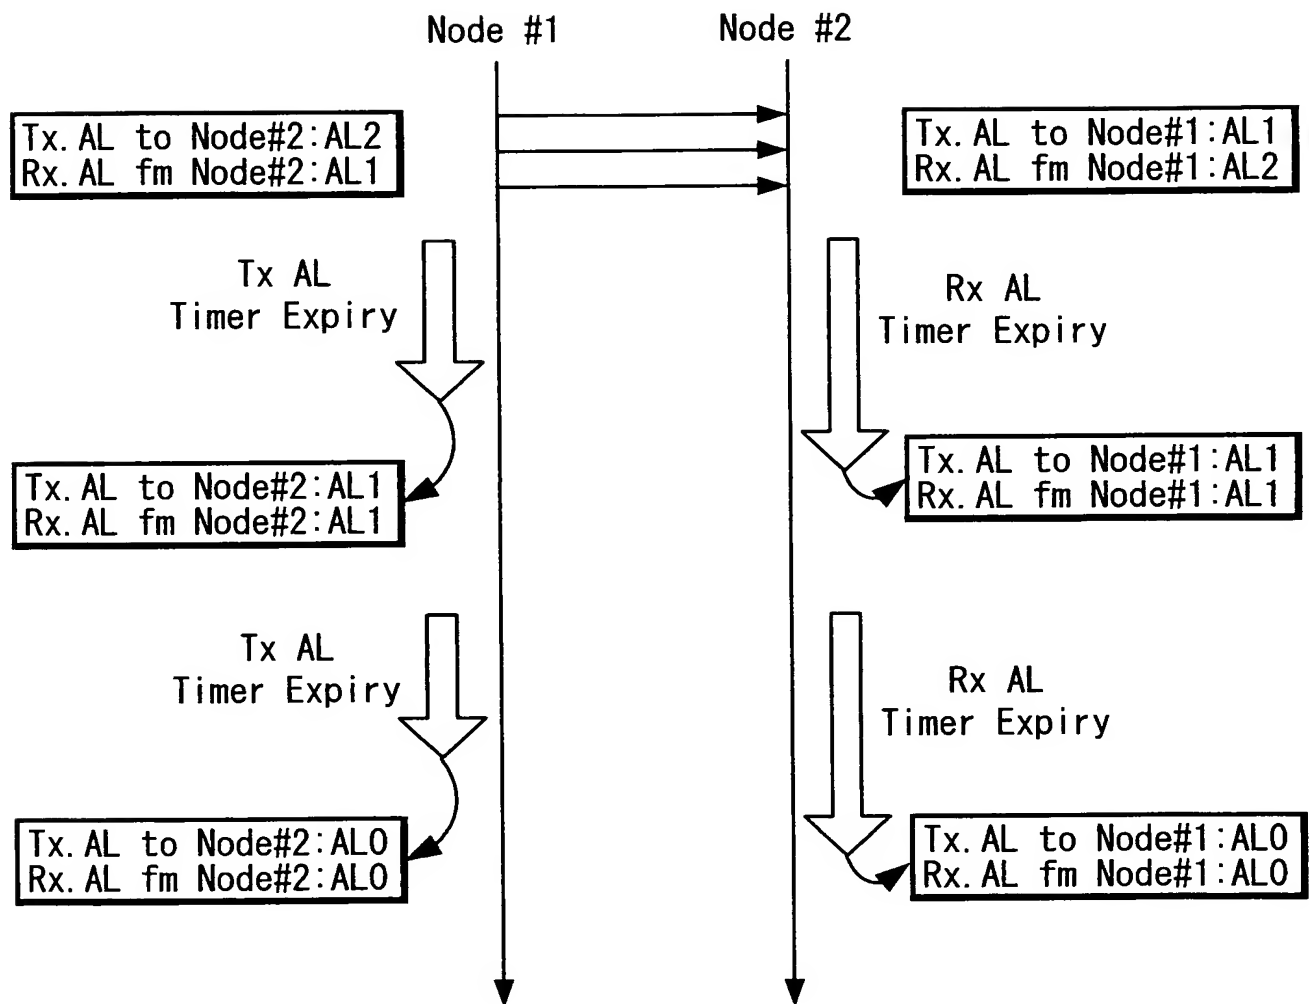 Node #1
Node #2
Tx.AL to Node#2:AL2
Rx.AL fm Node#2:AL1
Tx.AL to Node#1:AL1
Rx.AL fm Node#1:AL2
Tx AL
Timer Expiry
Rx AL
Timer Expiry
Tx.AL to Node#2:AL1
Rx.AL fm Node#2:AL1
Tx.AL to Node#1:AL1
Rx.AL fm Node#1:AL1
Tx AL
Timer Expiry
Rx AL
Timer Expiry
Tx.AL to Node#2:AL0
Rx.AL fm Node#2:AL0
Tx.AL to Node#1:AL0
Rx.AL fm Node#1:AL0